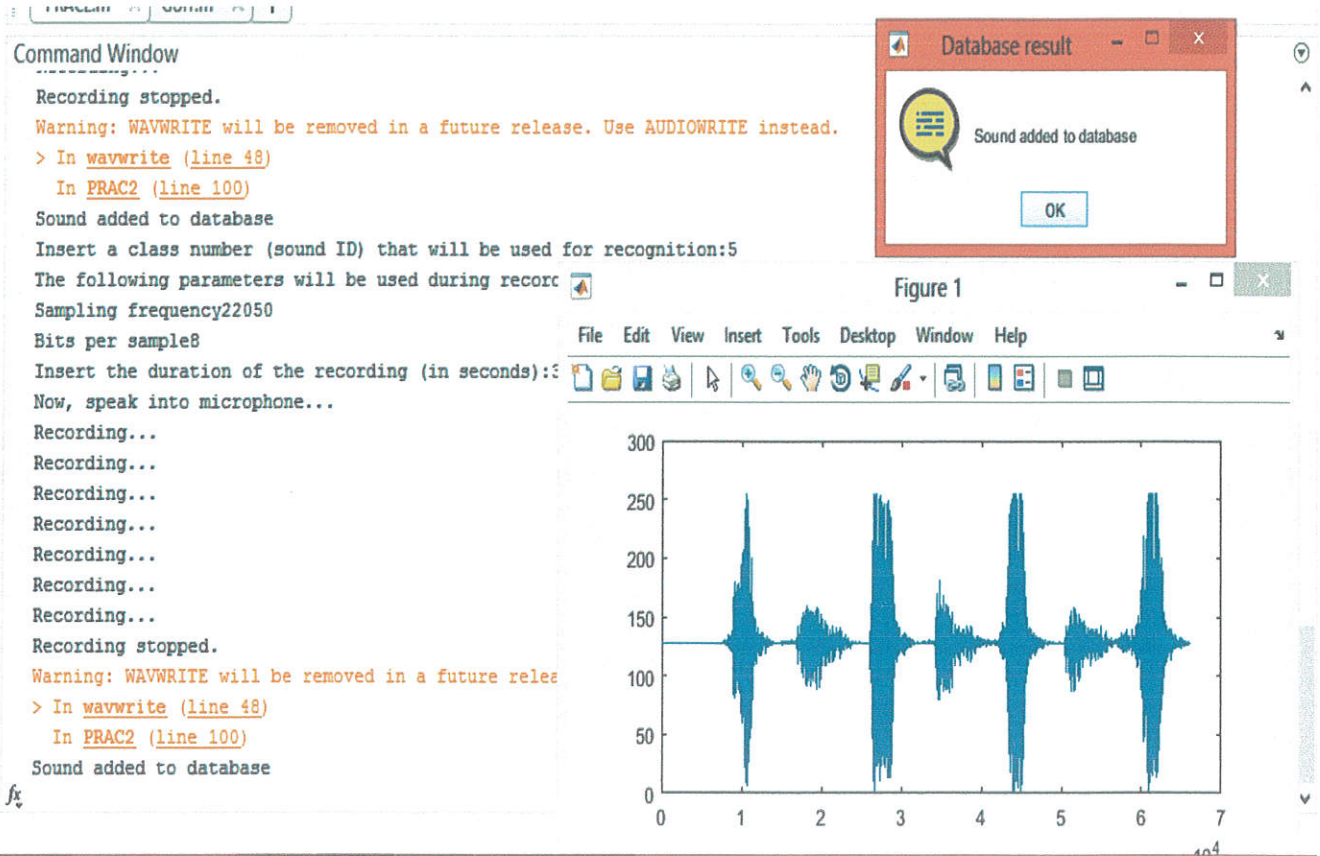 PRAC2.m
Command Window
Recording...
Recording stopped.
Warning: WAVWRITE will be removed in a future release. Use AUDIOWRITE instead.
> In wavwrite (line 48)
In PRAC2 (line 100)
Sound added to database
Insert a class number (sound ID) that will be used for recognition:5
The following parameters will be used during recorc
Sampling frequency22050
Bits per sample8
Insert the duration of the recording (in seconds):3
Now, speak into microphone...
Recording...
Recording...
Recording...
Recording...
Recording...
Recording...
Recording...
Recording stopped.
Warning: WAVWRITE will be removed in a future relea
> In wavwrite (line 48)
In PRAC2 (line 100)
Sound added to database
fx
Database result
Sound added to database
OK
Figure 1
File Edit View Insert Tools Desktop Window Help
300
250
200
150
100
50
0
0 1 2 3 4 5 6 7
10^4